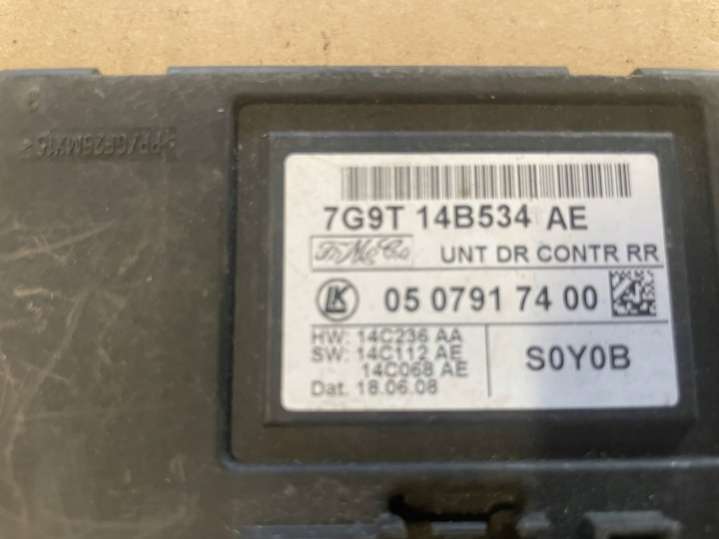 7G9T 14B534 AE
FoMoCo
UNT DR CONTR RR
LK
05 0791 74 00
HW: 14C236 AA
SW: 14C112 AE
14C068 AE
Dat. 18.06.08
S0Y0B